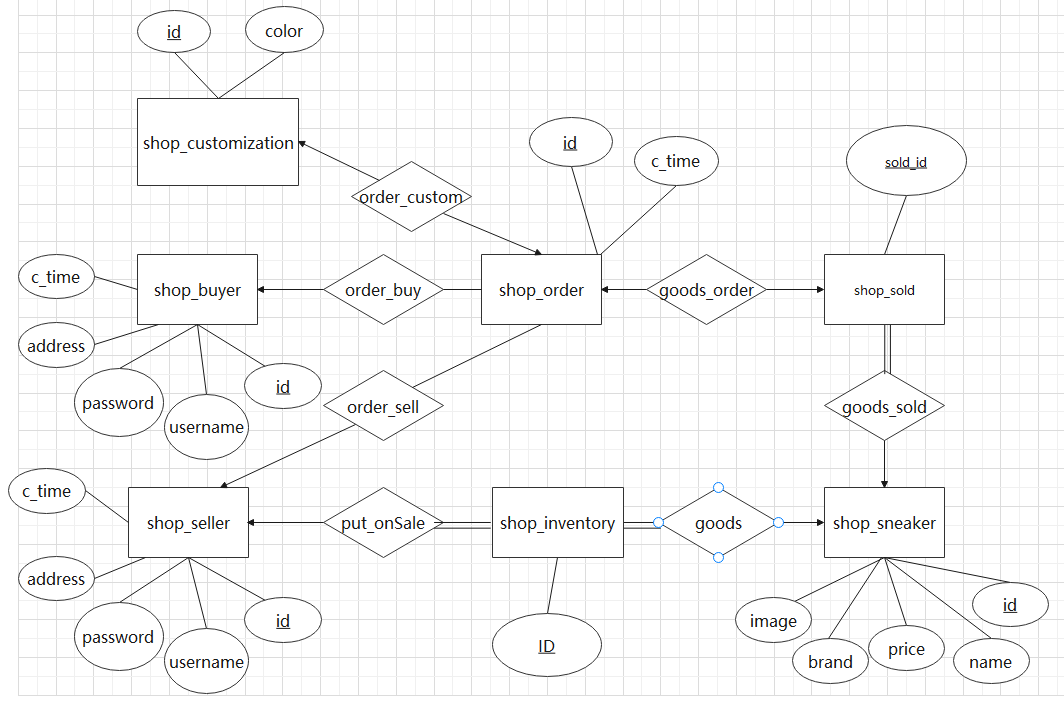 id
color
shop_customization
id
c_time
sold_id
order_custom
c_time
shop_buyer
order_buy
shop_order
goods_order
shop_sold
address
password
username
id
order_sell
goods_sold
c_time
shop_seller
put_onSale
shop_inventory
goods
shop_sneaker
address
password
username
id
ID
image
brand
price
name
id